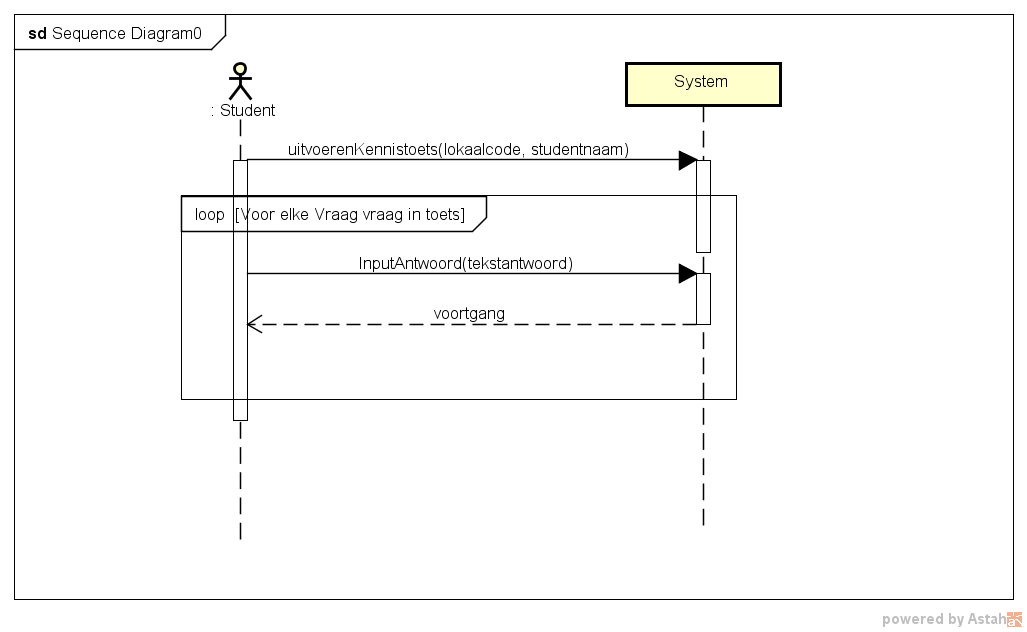 sd Sequence Diagram0
: Student
System
uitvoerenKennistoets(lokaalcode, studentnaam)
loop [Voor elke Vraag vraag in toets]
InputAntwoord(tekstantwoord)
voortgang
powered by Astah